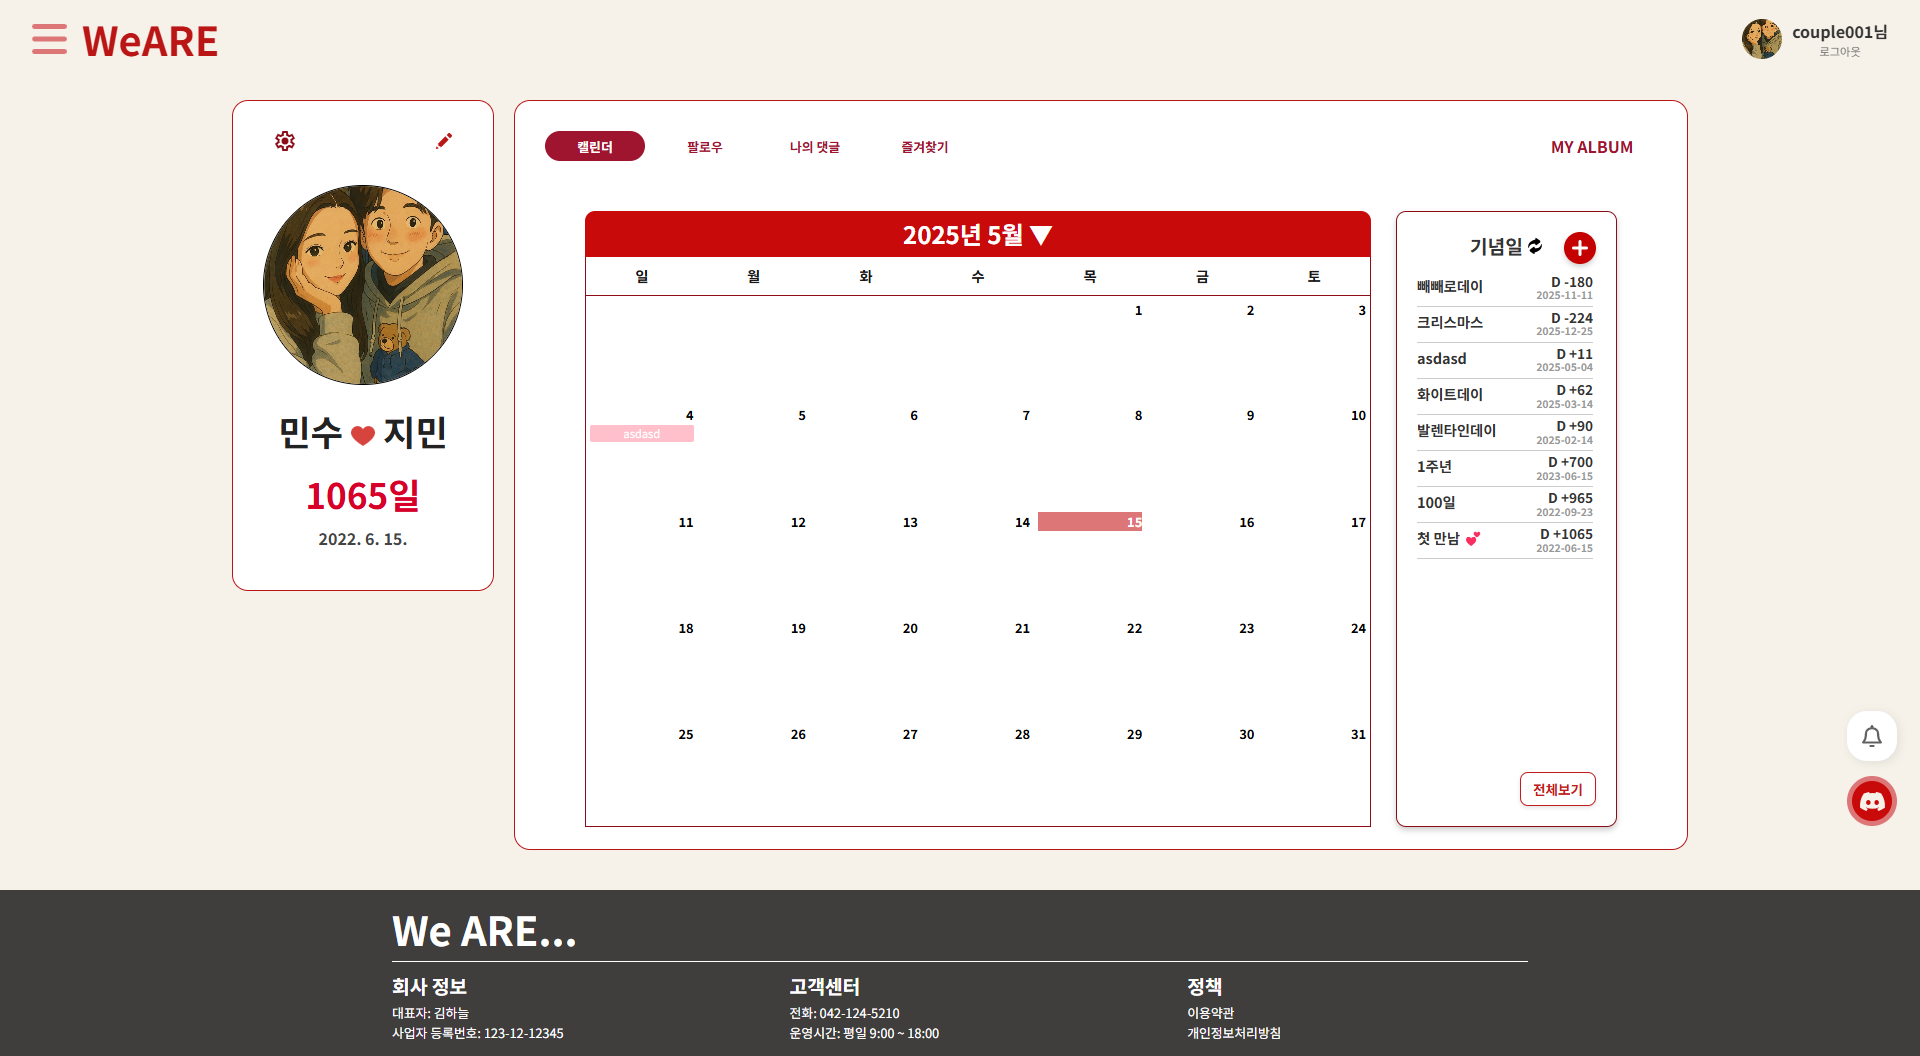 WeARE
couple001님
로그아웃
민수 ❤ 지민
1065일
2022. 6. 15.
캘린더 팔로우 나의 댓글 즐겨찾기 MY ALBUM
2025년 5월 ▼
일 월 화 수 목 금 토
1 2 3
4 5 6 7 8 9 10
asdasd
11 12 13 14 15 16 17
18 19 20 21 22 23 24
25 26 27 28 29 30 31
기념일
빼빼로데이 D -180
2025-11-11
크리스마스 D -224
2025-12-25
asdasd D +11
2025-05-04
화이트데이 D +62
2025-03-14
발렌타인데이 D +90
2025-02-14
1주년 D +700
2023-06-15
100일 D +965
2022-09-23
첫 만남 💕 D +1065
2022-06-15
전체보기
We ARE...
회사 정보
대표자: 김하늘
사업자 등록번호: 123-12-12345
고객센터
전화: 042-124-5210
운영시간: 평일 9:00 ~ 18:00
정책
이용약관
개인정보처리방침